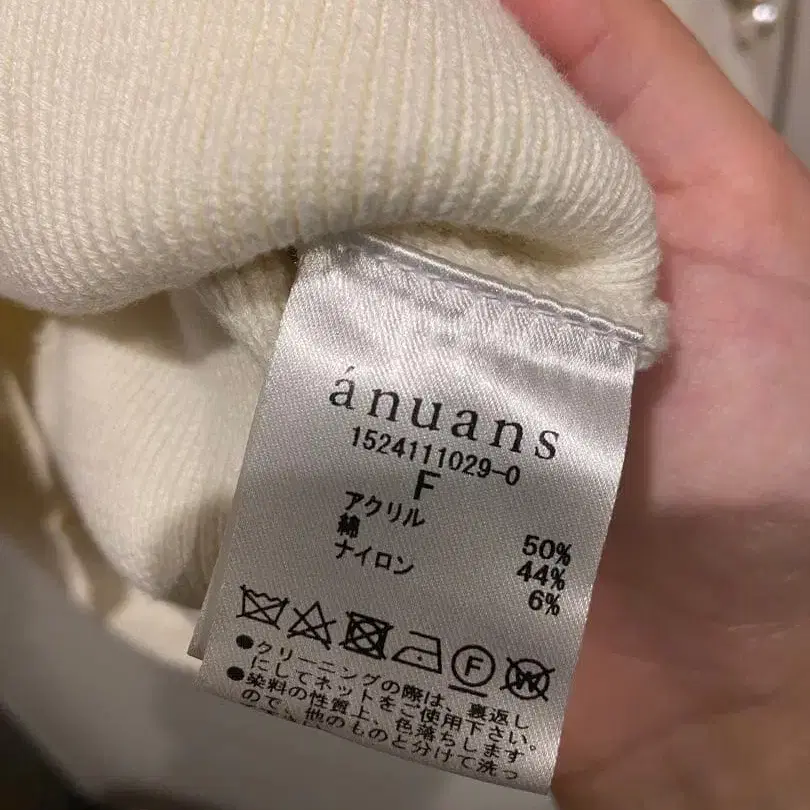 ánuans
1524111029-0
F
アクリル 50%
綿 44%
ナイロン 6%
F W
●クリーニングの際は、裏返し
にしてネットをご使用下さい。
●染料の性質上、色落ちします
ので、他のものと分けて洗っ